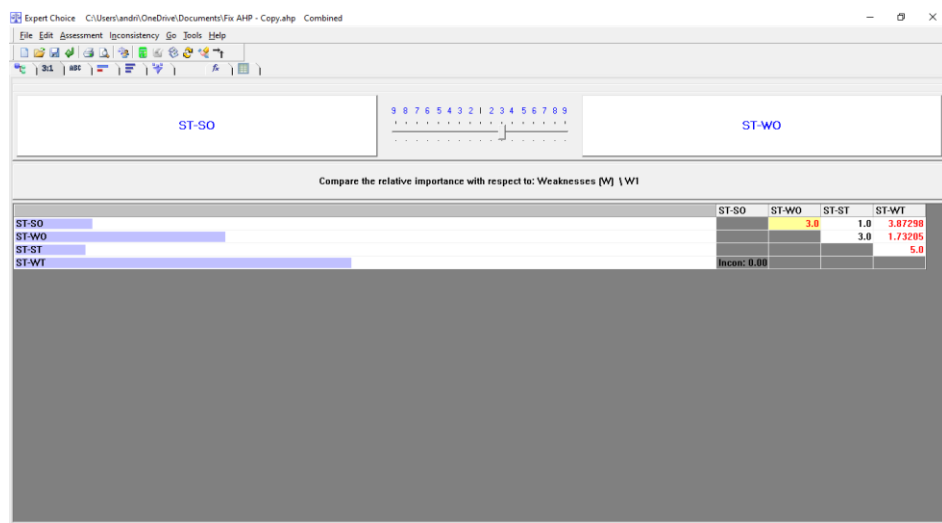 Expert Choice C:\Users\andri\OneDrive\Documents\Fix AHP - Copy.ahp Combined
File Edit Assessment Inconsistency Go Tools Help
3:1 ABC
9 8 7 6 5 4 3 2 1 2 3 4 5 6 7 8 9
ST-SO ST-WO
Compare the relative importance with respect to: Weaknesses (W) \ W1
ST-SO ST-WO ST-ST ST-WT
ST-SO 3.0 1.0 3.87298
ST-WO 3.0 1.73205
ST-ST 5.0
ST-WT Incon: 0.00